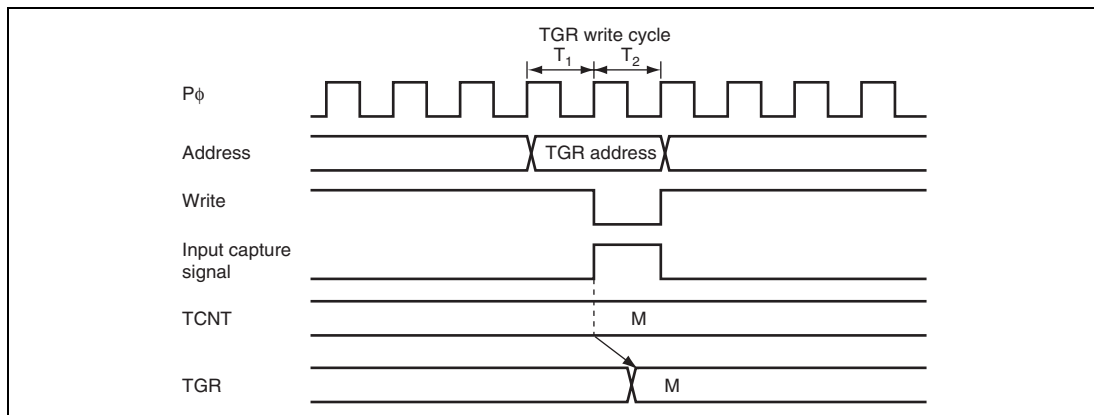 TGR write cycle
T₁ T₂
Pϕ
Address
TGR address
Write
Input capture
signal
TCNT
M
TGR
M